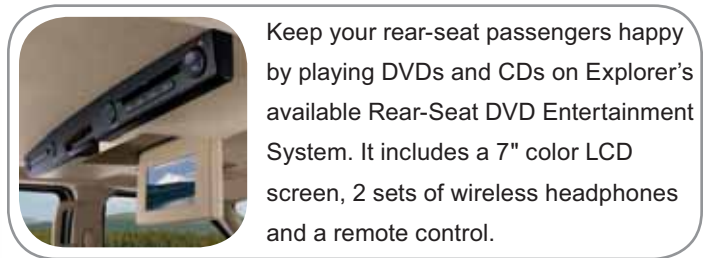 Keep your rear-seat passengers happy
by playing DVDs and CDs on Explorer’s
available Rear-Seat DVD Entertainment
System. It includes a 7" color LCD
screen, 2 sets of wireless headphones
and a remote control.